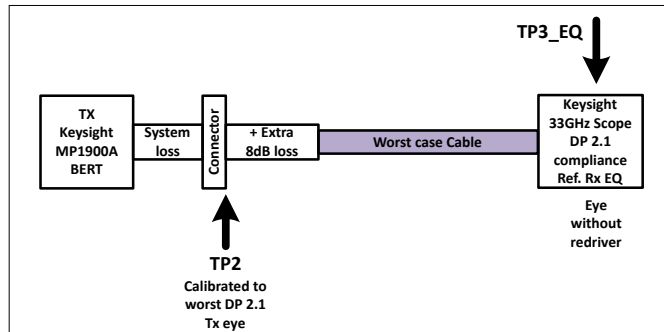 TP3_EQ
TX
Keysight
MP1900A
BERT
System
loss
Connector
+ Extra
8dB loss
Worst case Cable
Keysight
33GHz Scope
DP 2.1
compliance
Ref. Rx EQ
Eye
without
redriver
TP2
Calibrated to
worst DP 2.1
Tx eye